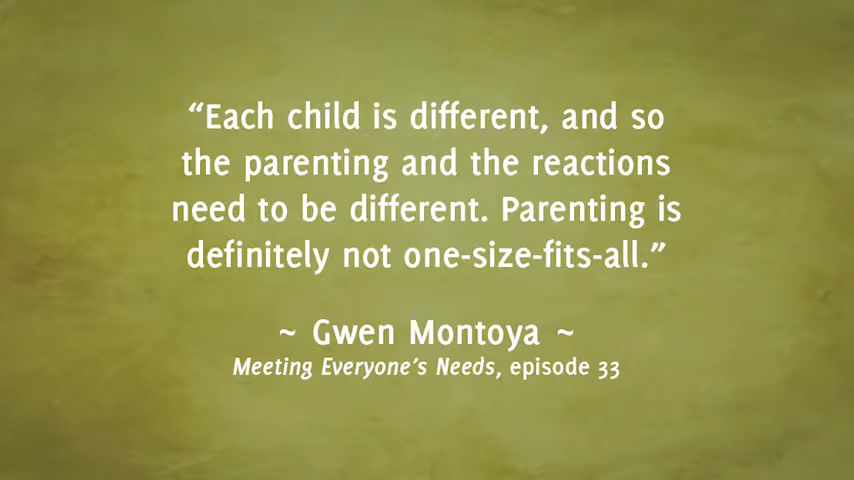 “Each child is different, and so
the parenting and the reactions
need to be different. Parenting is
definitely not one-size-fits-all.”
~ Gwen Montoya ~
Meeting Everyone’s Needs, episode 33